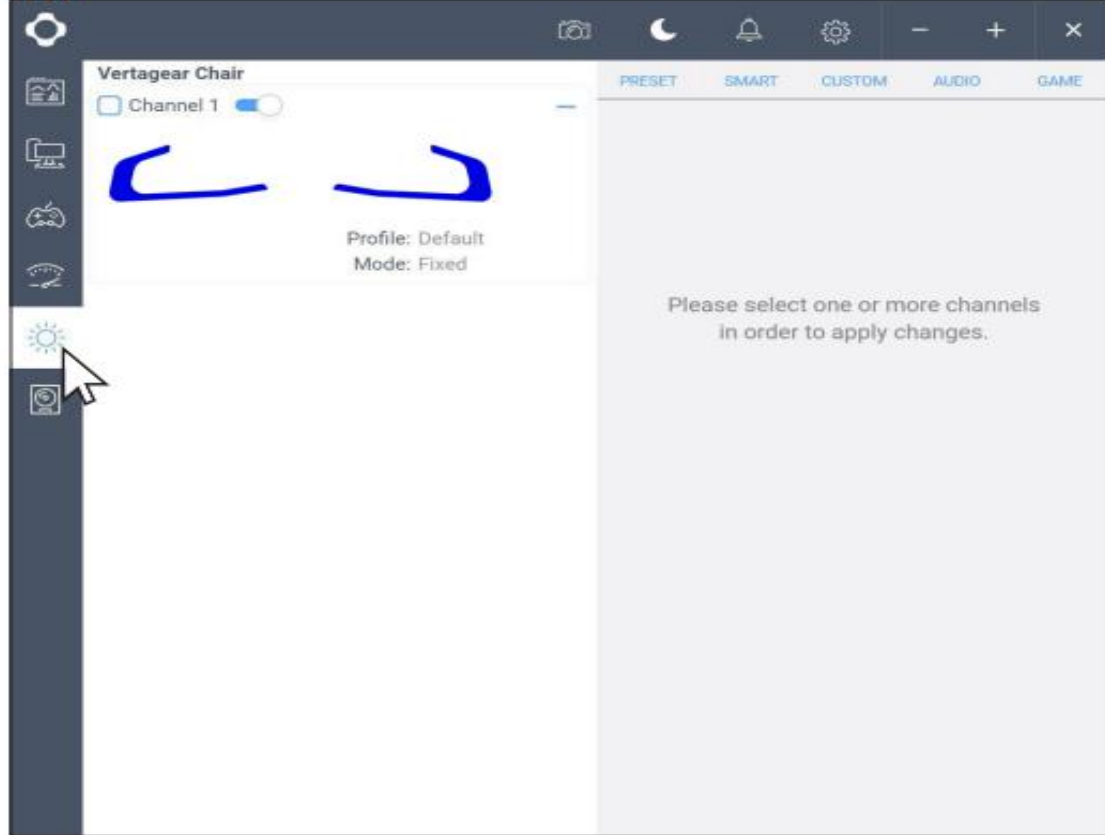 Vertagear Chair
Channel 1
Profile: Default
Mode: Fixed
PRESET SMART CUSTOM AUDIO GAME
Please select one or more channels
in order to apply changes.